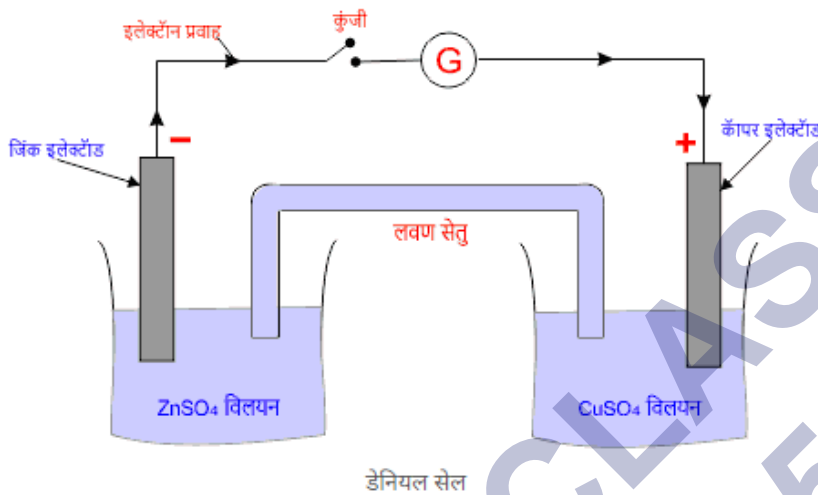 इलेक्टॅान प्रवाह
कुंजी
G
जिंक इलेक्टॅाड
−
+
कॅापर इलेक्टॅाड
लवण सेतु
ZnSO₄ विलयन
CuSO₄ विलयन
डेनियल सेल